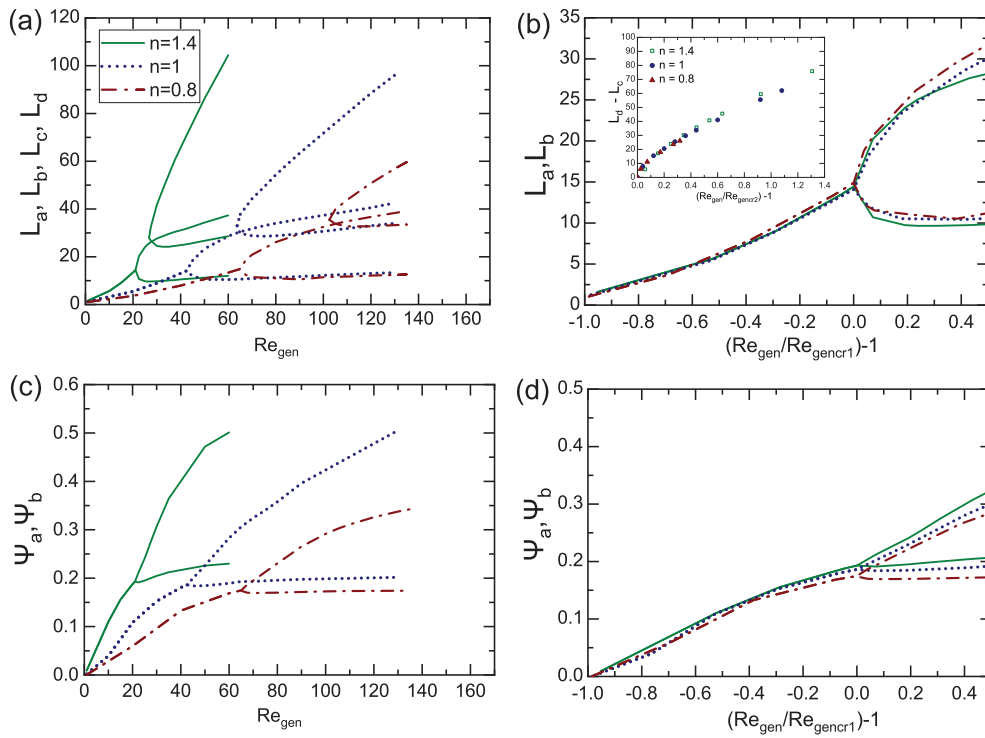 (a)
n=1.4
n=1
n=0.8
120
100
80
60
40
20
0
L_a, L_b, L_c, L_d
0 20 40 60 80 100 120 140 160
Re_gen
(b)
35
30
25
20
15
10
5
0
L_a, L_b
-1.0 -0.8 -0.6 -0.4 -0.2 0.0 0.2 0.4
(Re_gen/Re_gencr1)-1
100
90
80
70
60
50
40
30
20
10
0
L_d - L_c
n = 1.4
n = 1
n = 0.8
0.0 0.2 0.4 0.6 0.8 1.0 1.2 1.4
(Re_gen/Re_gencr2) -1
(c)
0.6
0.5
0.4
0.3
0.2
0.1
0.0
Ψ_a, Ψ_b
0 20 40 60 80 100 120 140 160
Re_gen
(d)
0.5
0.4
0.3
0.2
0.1
0.0
Ψ_a, Ψ_b
-1.0 -0.8 -0.6 -0.4 -0.2 0.0 0.2 0.4
(Re_gen/Re_gencr1)-1